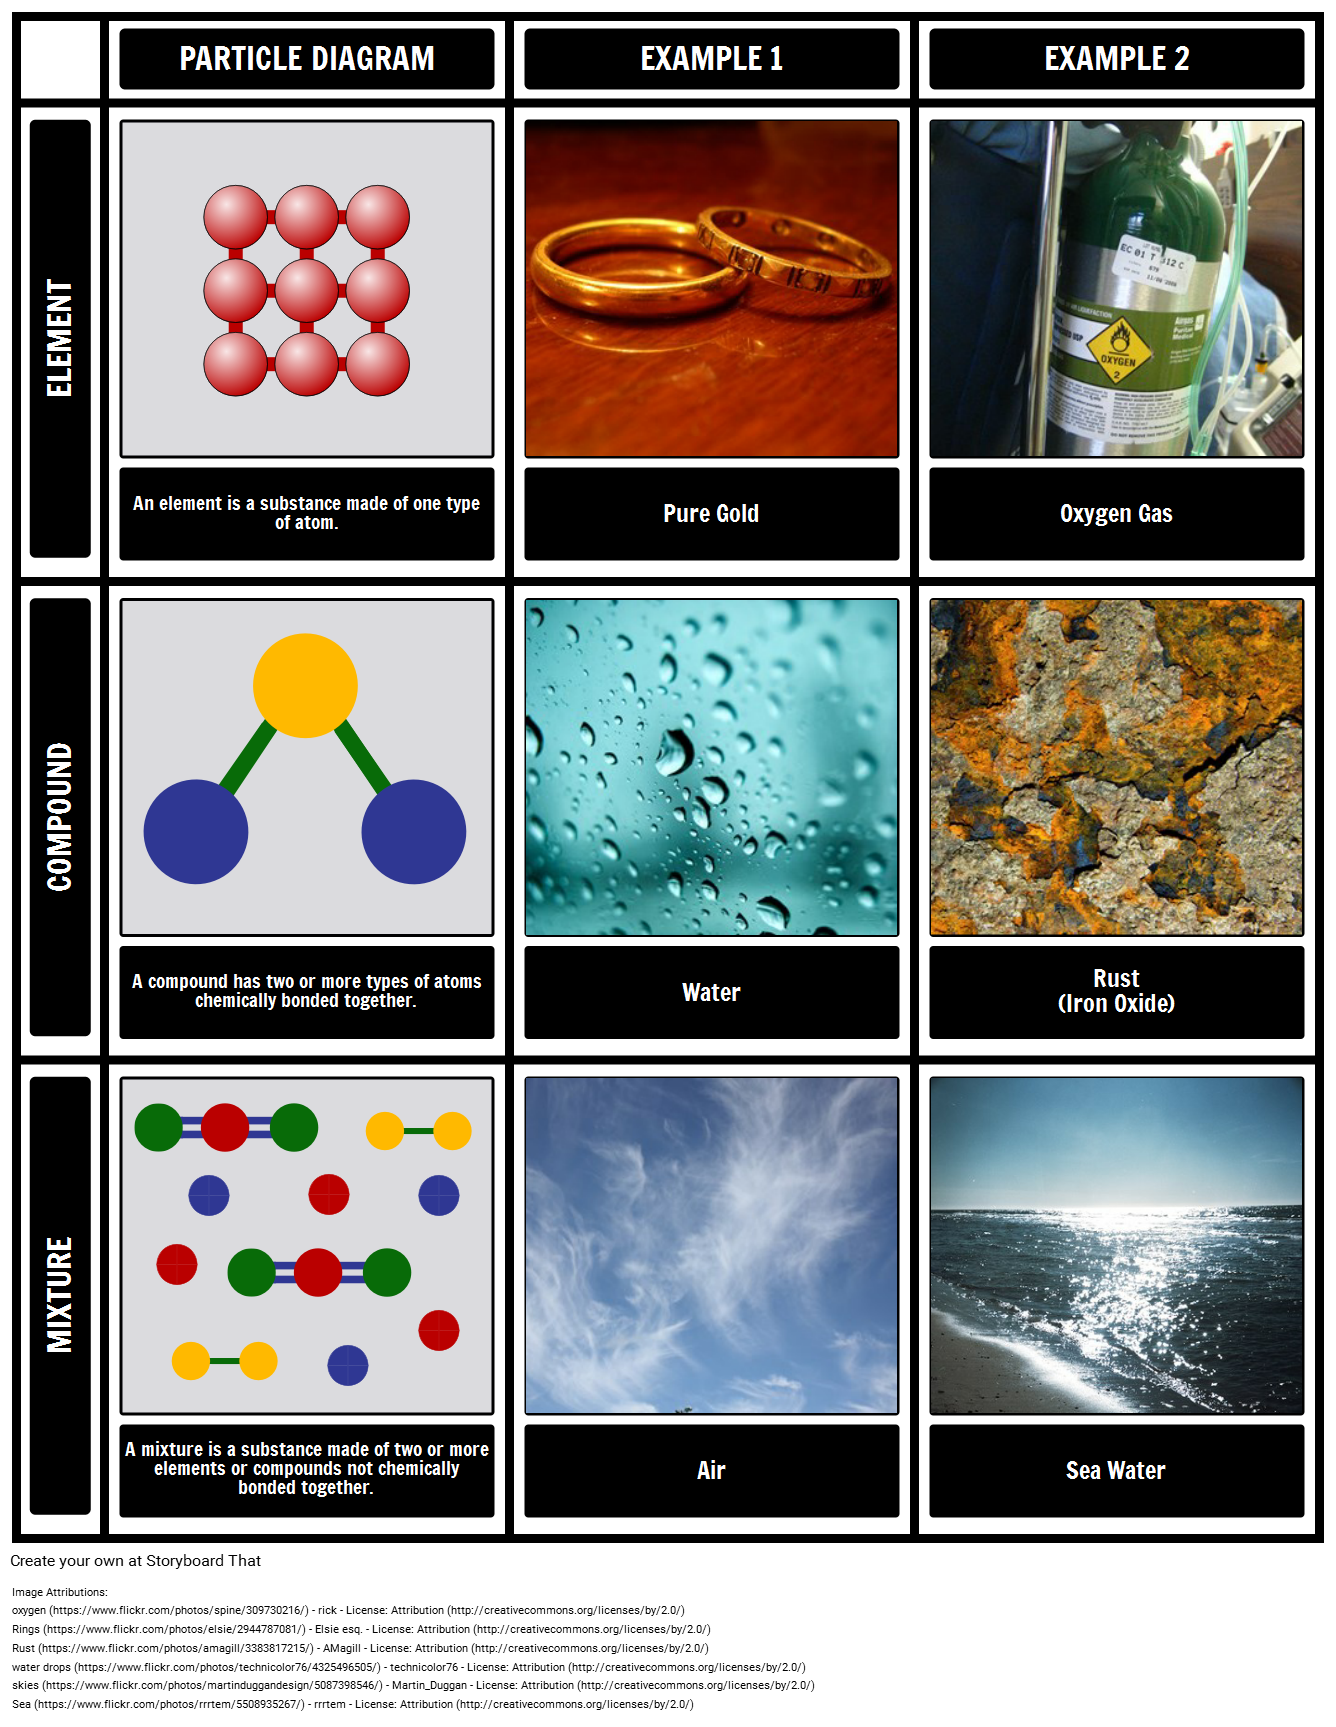 PARTICLE DIAGRAM
EXAMPLE 1
EXAMPLE 2
ELEMENT
EC 01 T J12 C
OXYGEN
2
An element is a substance made of one type
of atom.
Pure Gold
Oxygen Gas
COMPOUND
A compound has two or more types of atoms
chemically bonded together.
Water
Rust
(Iron Oxide)
MIXTURE
A mixture is a substance made of two or more
elements or compounds not chemically
bonded together.
Air
Sea Water
Create your own at Storyboard That
Image Attributions:
oxygen (https://www.flickr.com/photos/spine/309730216/) - rick - License: Attribution (http://creativecommons.org/licenses/by/2.0/)
Rings (https://www.flickr.com/photos/elsie/2944787081/) - Elsie esq. - License: Attribution (http://creativecommons.org/licenses/by/2.0/)
Rust (https://www.flickr.com/photos/amagill/3383817215/) - AMagill - License: Attribution (http://creativecommons.org/licenses/by/2.0/)
water drops (https://www.flickr.com/photos/technicolor76/4325496505/) - technicolor76 - License: Attribution (http://creativecommons.org/licenses/by/2.0/)
skies (https://www.flickr.com/photos/martinduggandesign/5087398546/) - Martin_Duggan - License: Attribution (http://creativecommons.org/licenses/by/2.0/)
Sea (https://www.flickr.com/photos/rrrtem/5508935267/) - rrrtem - License: Attribution (http://creativecommons.org/licenses/by/2.0/)